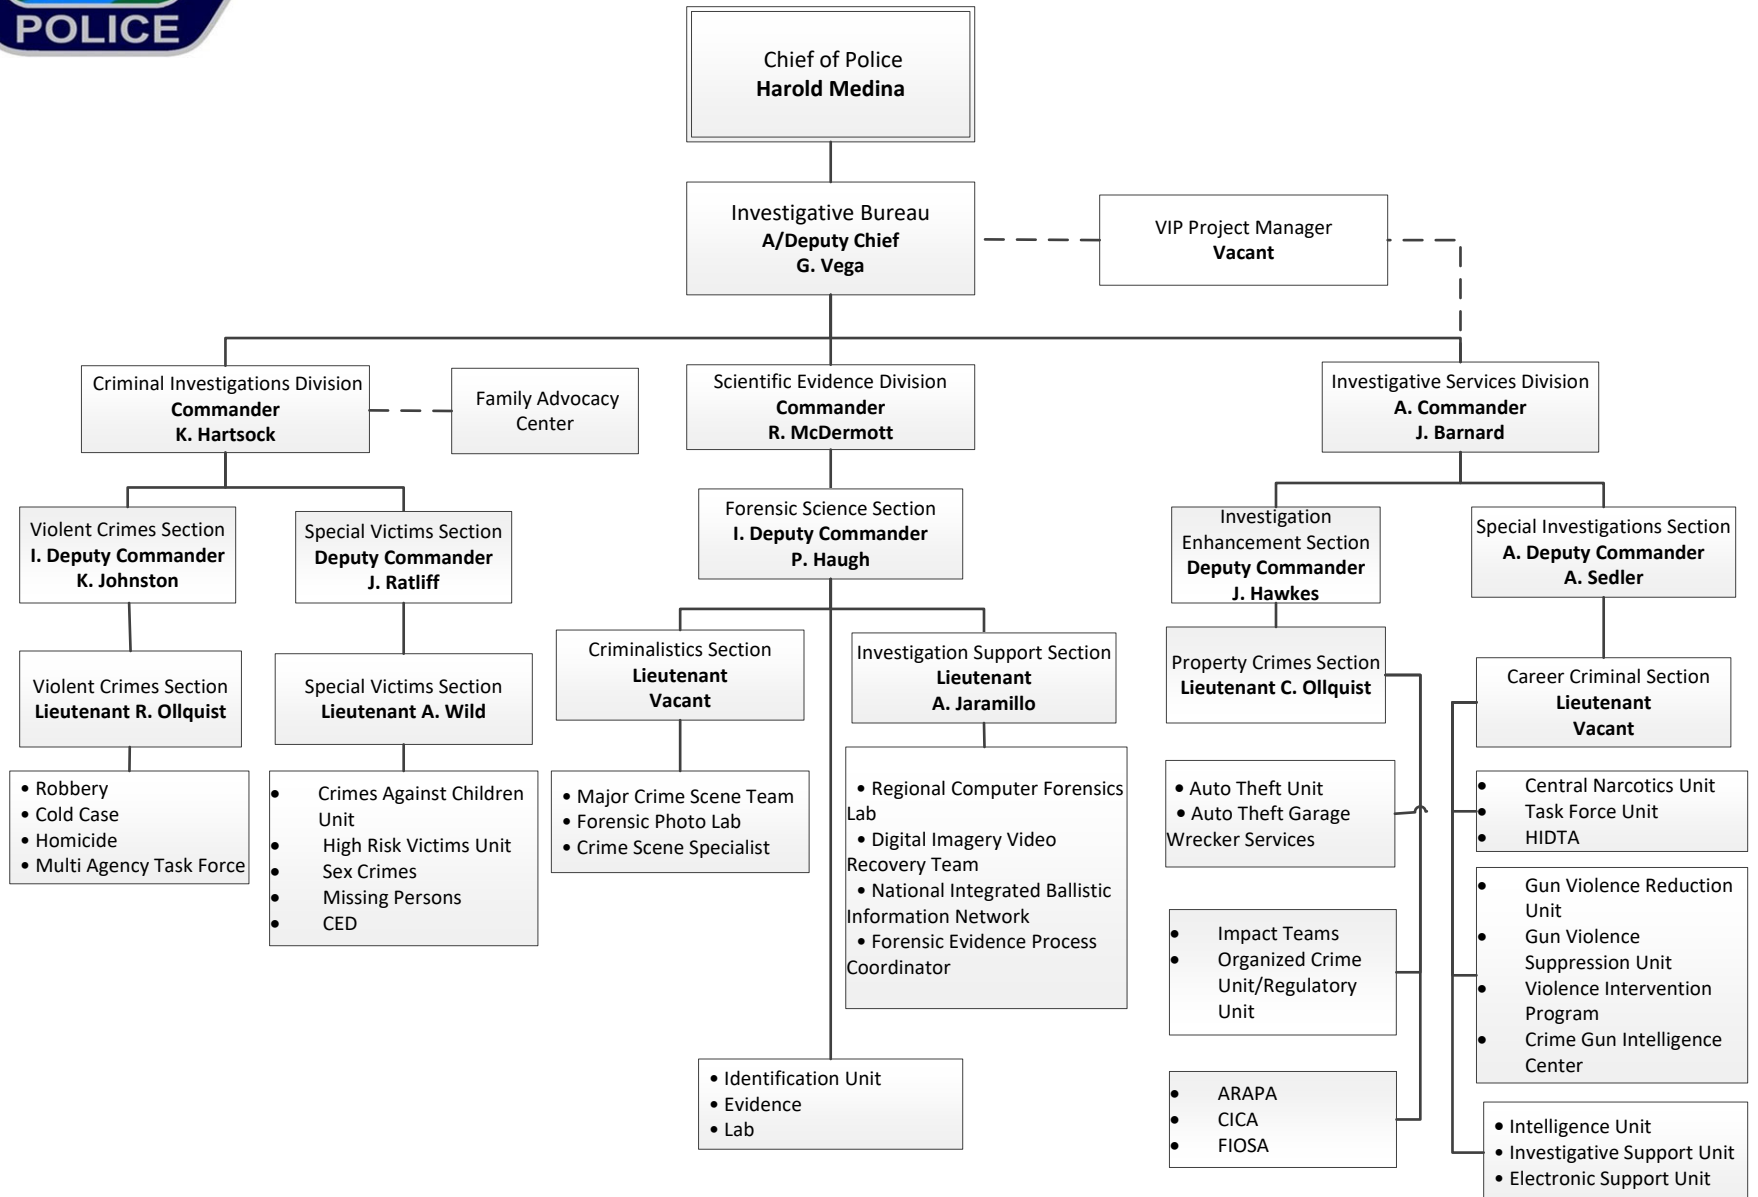 POLICE
Chief of Police
Harold Medina
Investigative Bureau
A/Deputy Chief
G. Vega
VIP Project Manager
Vacant
Criminal Investigations Division
Commander
K. Hartsock
Family Advocacy
Center
Scientific Evidence Division
Commander
R. McDermott
Investigative Services Division
A. Commander
J. Barnard
Violent Crimes Section
I. Deputy Commander
K. Johnston
Special Victims Section
Deputy Commander
J. Ratliff
Forensic Science Section
I. Deputy Commander
P. Haugh
Investigation
Enhancement Section
Deputy Commander
J. Hawkes
Special Investigations Section
A. Deputy Commander
A. Sedler
Violent Crimes Section
Lieutenant R. Ollquist
Special Victims Section
Lieutenant A. Wild
Criminalistics Section
Lieutenant
Vacant
Investigation Support Section
Lieutenant
A. Jaramillo
Property Crimes Section
Lieutenant C. Ollquist
Career Criminal Section
Lieutenant
Vacant
• Robbery
• Cold Case
• Homicide
• Multi Agency Task Force
• Crimes Against Children
Unit
• High Risk Victims Unit
• Sex Crimes
• Missing Persons
• CED
• Major Crime Scene Team
• Forensic Photo Lab
• Crime Scene Specialist
• Regional Computer Forensics
Lab
• Digital Imagery Video
Recovery Team
• National Integrated Ballistic
Information Network
• Forensic Evidence Process
Coordinator
• Auto Theft Unit
• Auto Theft Garage
Wrecker Services
• Central Narcotics Unit
• Task Force Unit
• HIDTA
• Impact Teams
• Organized Crime
Unit/Regulatory
Unit
• Gun Violence Reduction
Unit
• Gun Violence
Suppression Unit
• Violence Intervention
Program
• Crime Gun Intelligence
Center
• Identification Unit
• Evidence
• Lab
• ARAPA
• CICA
• FIOSA
• Intelligence Unit
• Investigative Support Unit
• Electronic Support Unit